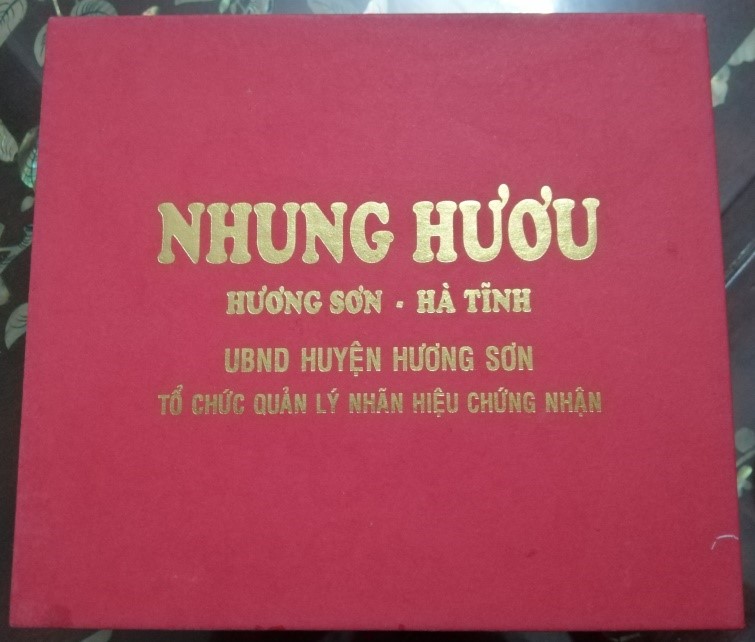 NHUNG HƯƠU
HƯƠNG SƠN - HÀ TĨNH
UBND HUYỆN HƯƠNG SƠN
TỔ CHỨC QUẢN LÝ NHÃN HIỆU CHỨNG NHẬN